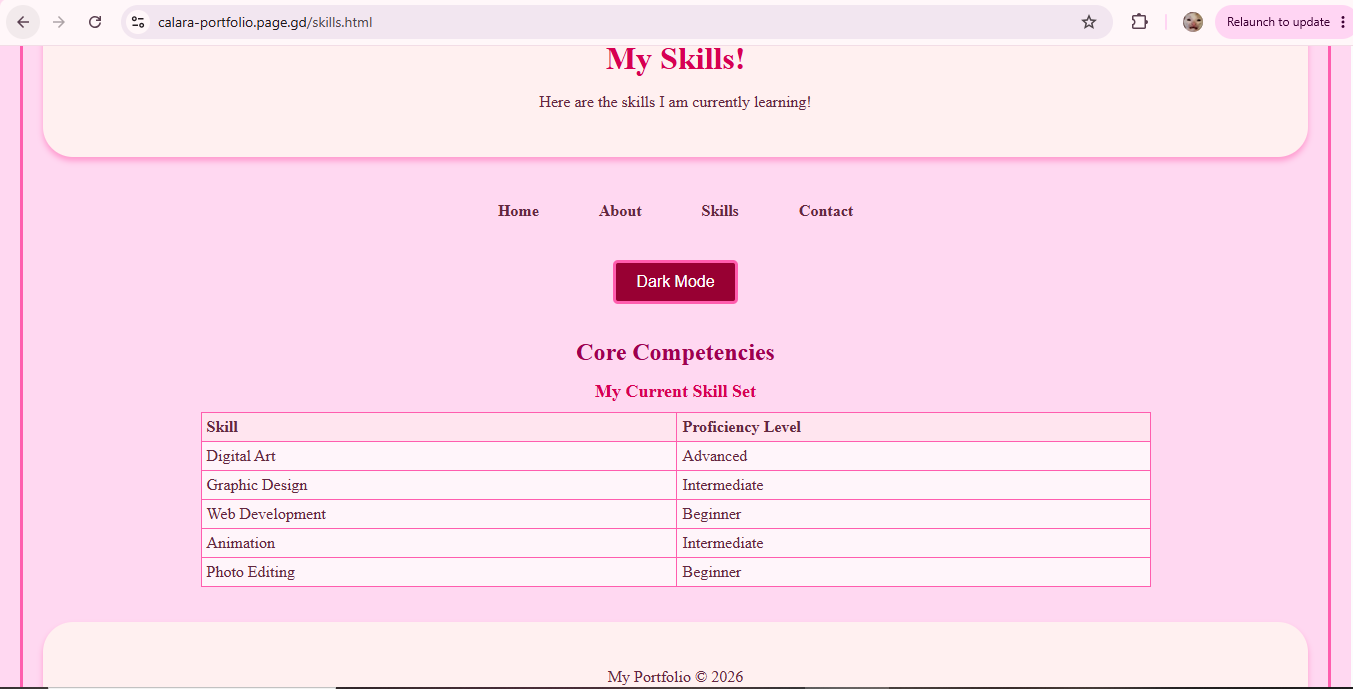 calara-portfolio.page.gd/skills.html
Relaunch to update
My Skills!
Here are the skills I am currently learning!
Home About Skills Contact
Dark Mode
Core Competencies
My Current Skill Set
Skill Proficiency Level
Digital Art Advanced
Graphic Design Intermediate
Web Development Beginner
Animation Intermediate
Photo Editing Beginner
My Portfolio © 2026